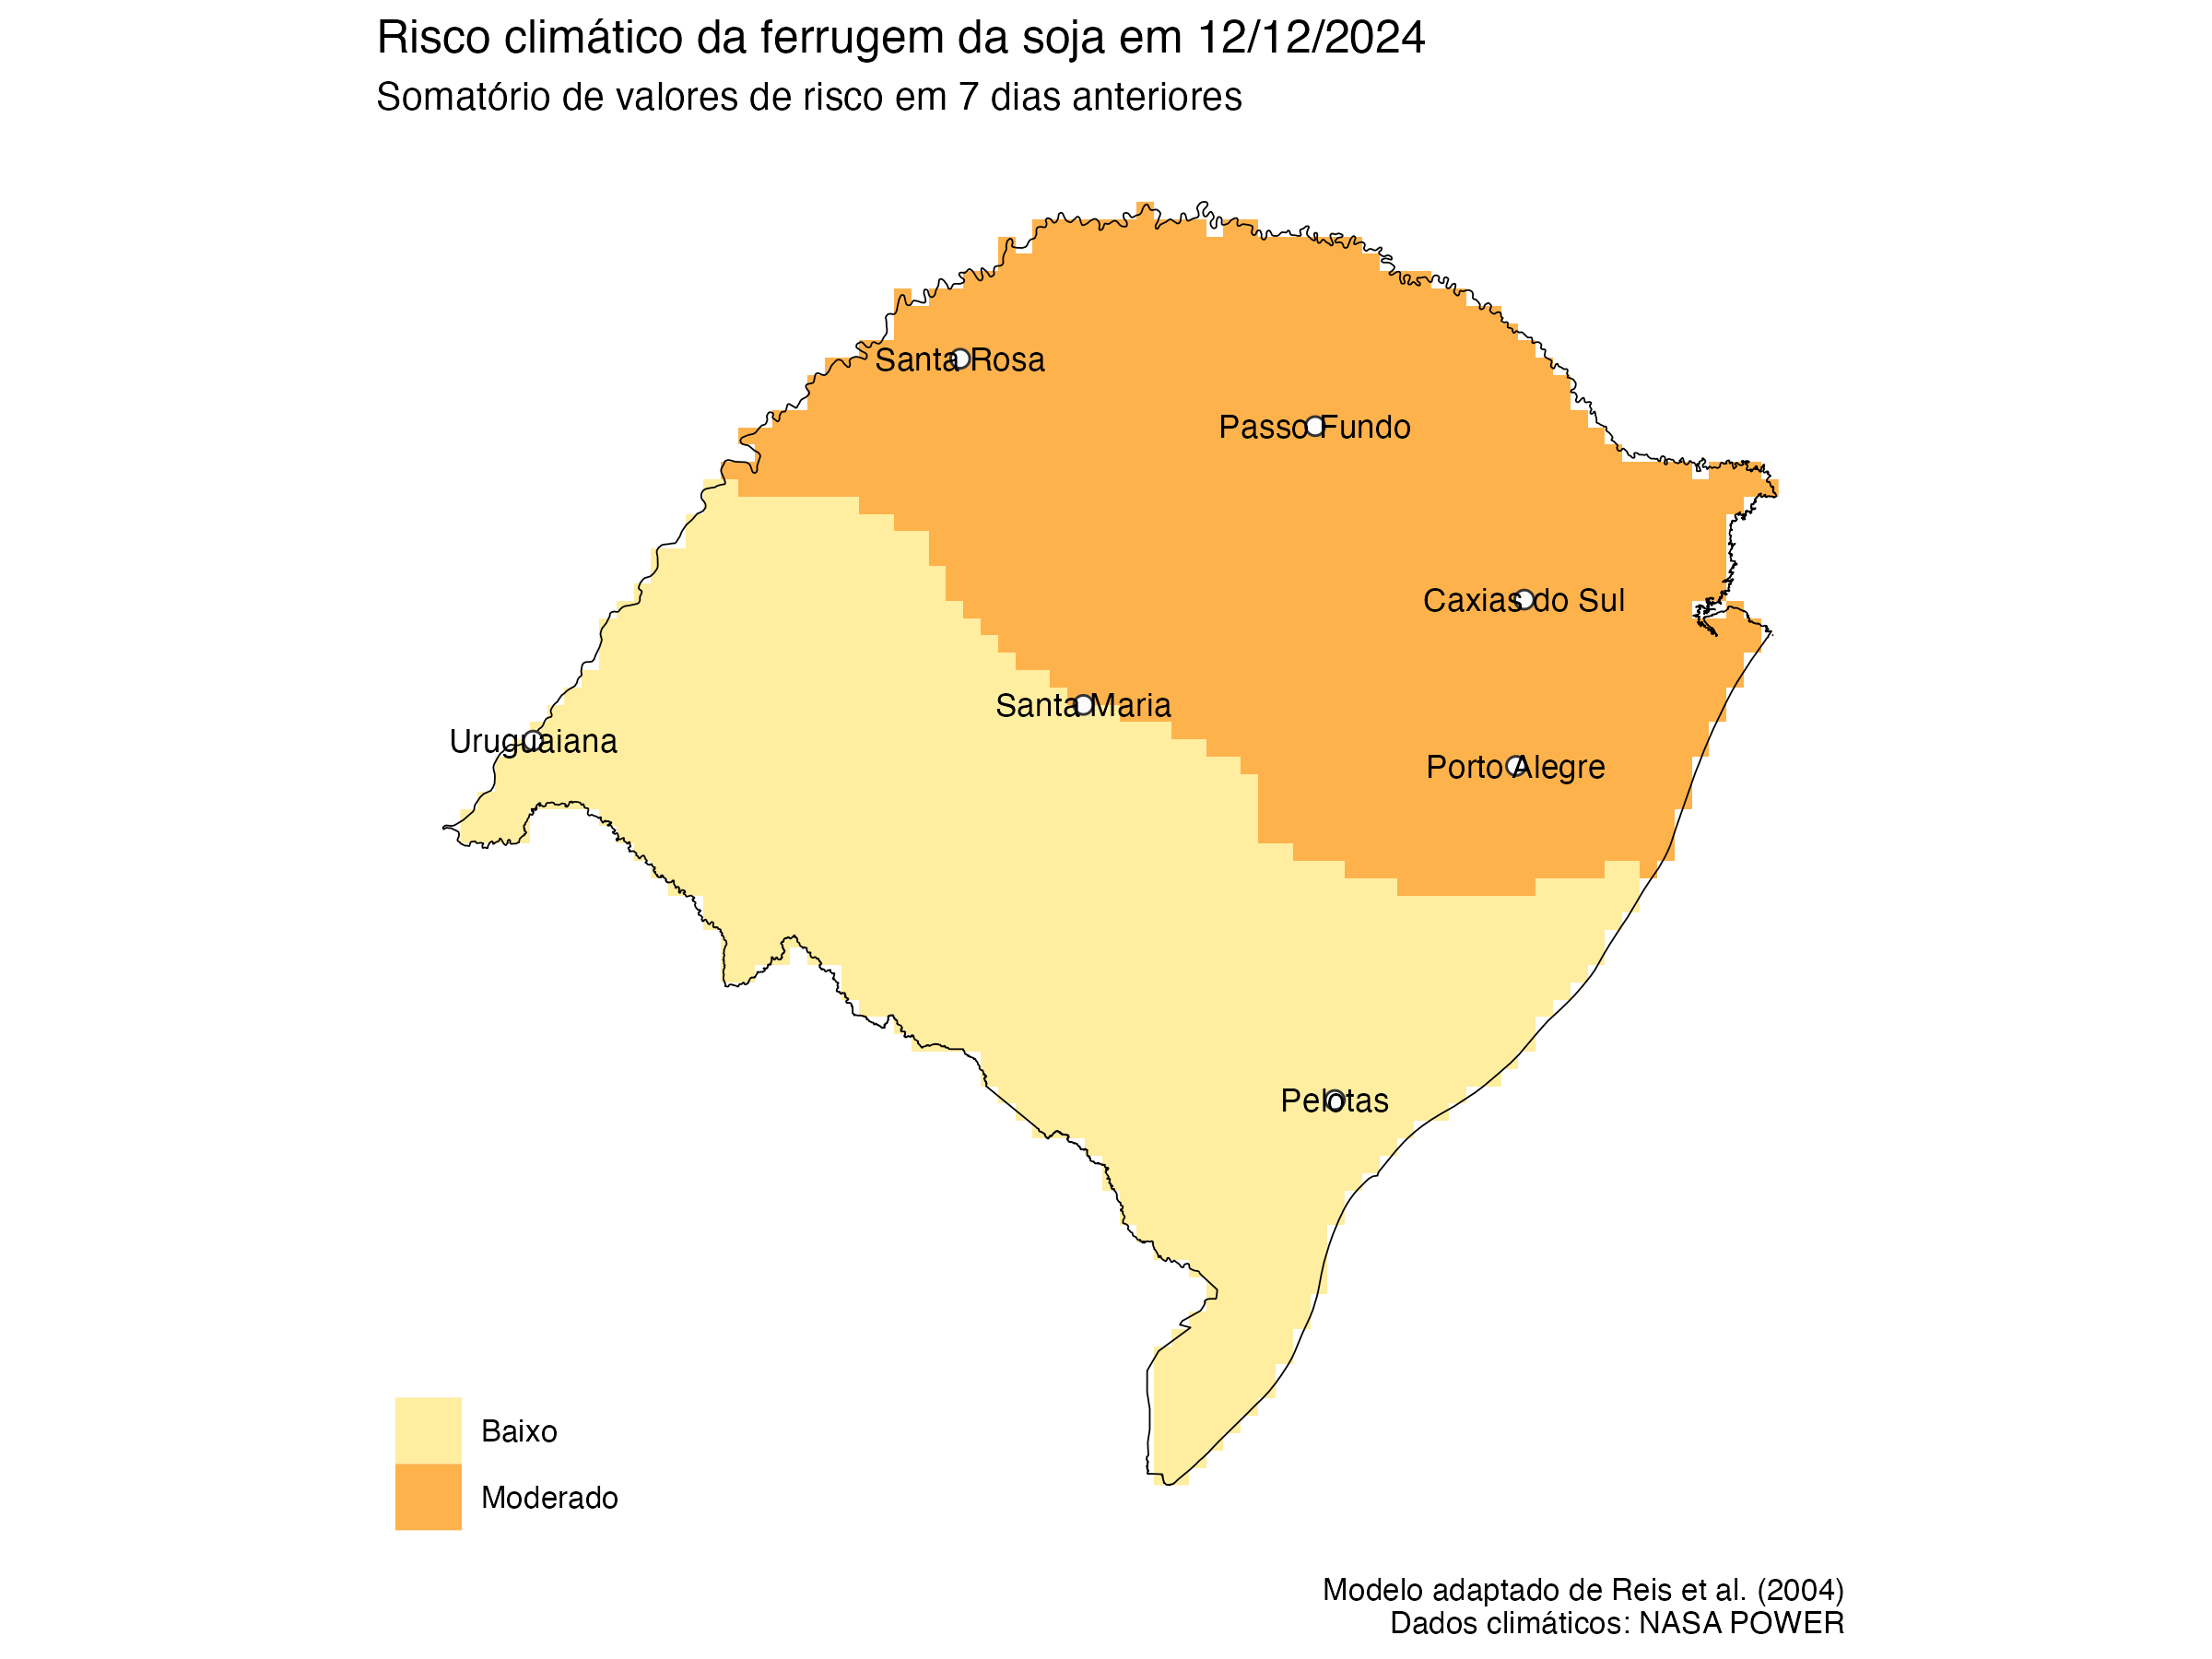 Risco climático da ferrugem da soja em 12/12/2024
Somatório de valores de risco em 7 dias anteriores
Santa Rosa
Passo Fundo
Caxias do Sul
Santa Maria
Uruguaiana
Porto Alegre
Pelotas
Baixo
Moderado
Modelo adaptado de Reis et al. (2004)
Dados climáticos: NASA POWER